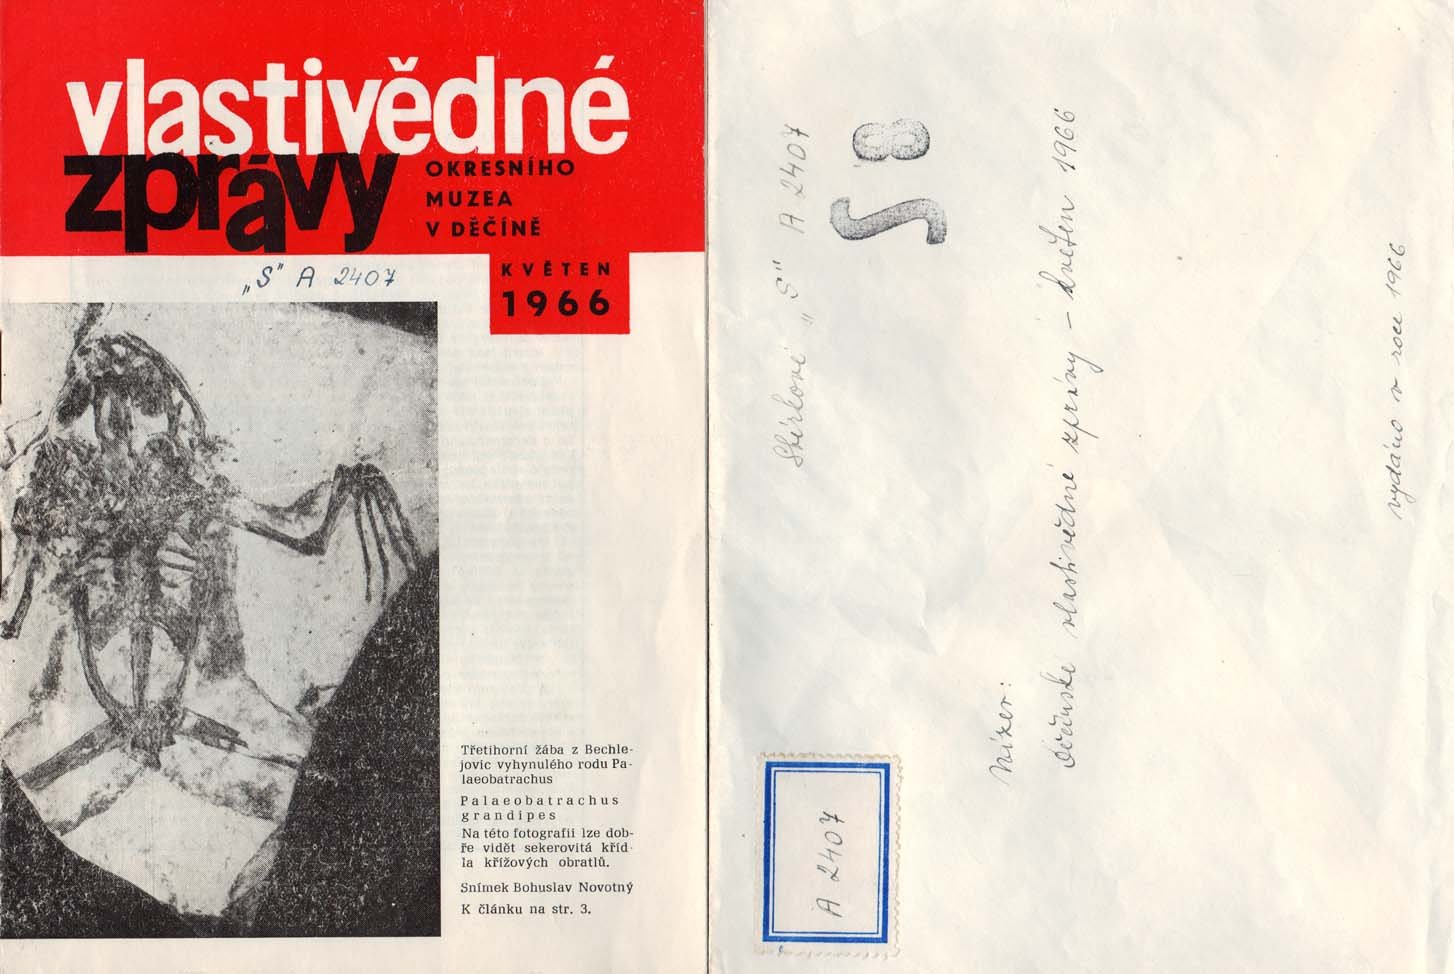 vlastivědné
zprávy
OKRESNÍHO
MUZEA
V DĚČÍNĚ
KVĚTEN
1966
„S" A 2407
Třetihorní žába z Bechle-
jovic vyhynulého rodu Pa-
laeobatrachus
Palaeobatrachus
grandipes
Na této fotografii lze dob-
ře vidět sekerovitá kříd-
la křížových obratlů.
Snímek Bohuslav Novotný
K článku na str. 3.
Sbírkové „S" A 2407
S 8
Název:
děčínské vlastivědné zprávy – květen 1966
vydáno v roce 1966
A 2407